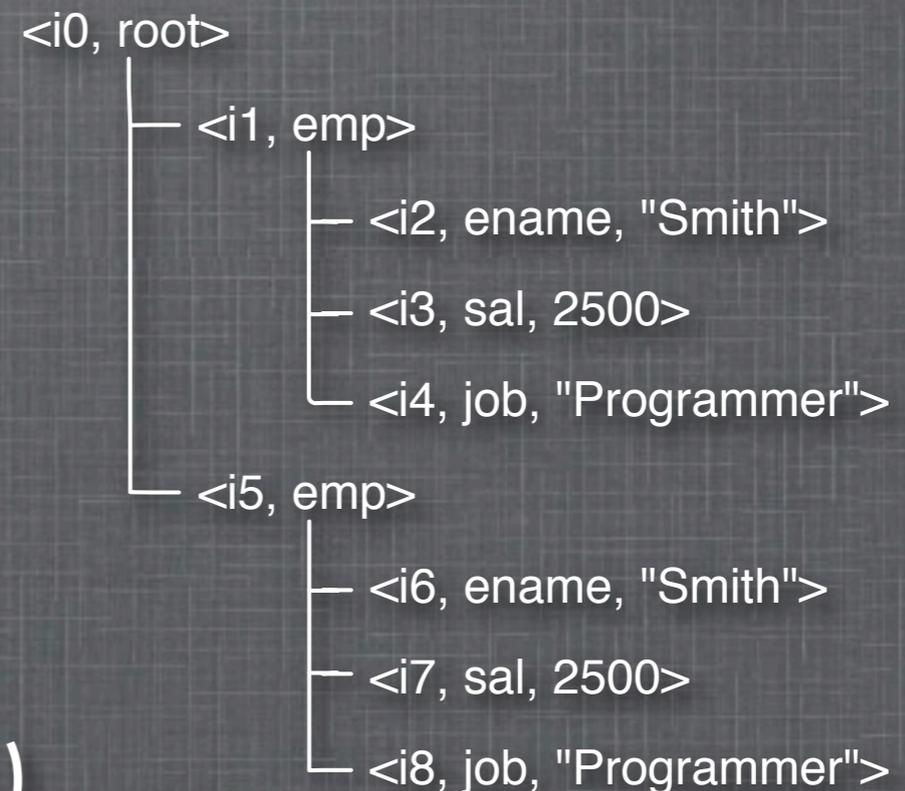 <i0, root>
<i1, emp>
<i2, ename, "Smith">
<i3, sal, 2500>
<i4, job, "Programmer">
<i5, emp>
<i6, ename, "Smith">
<i7, sal, 2500>
) <i8, job, "Programmer">